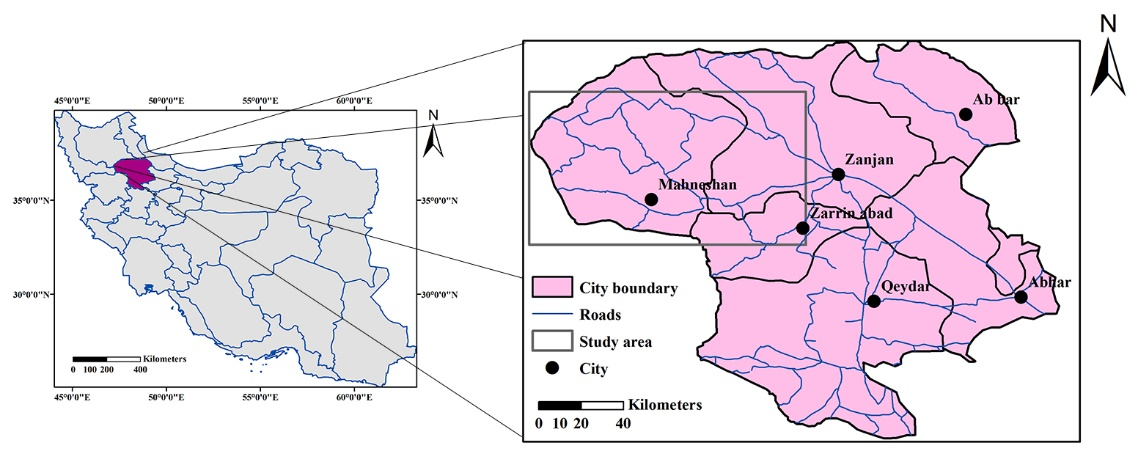 N
45°0'0"E 50°0'0"E 55°0'0"E 60°0'0"E
N
35°0'0"N 35°0'0"N
30°0'0"N 30°0'0"N
Kilometers
0 100 200 400
45°0'0"E 50°0'0"E 55°0'0"E 60°0'0"E
Ab bar
Zanjan
Mahneshan
Zarrin abad
Qeydar
Abhar
City boundary
Roads
Study area
City
Kilometers
0 10 20 40